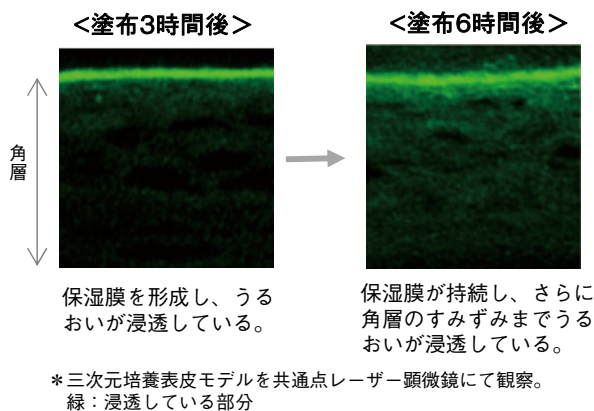 <塗布3時間後>
<塗布6時間後>
角層
保湿膜を形成し、うる
おいが浸透している。
保湿膜が持続し、さらに
角層のすみずみまでうる
おいが浸透している。
＊三次元培養表皮モデルを共通点レーザー顕微鏡にて観察。
緑：浸透している部分